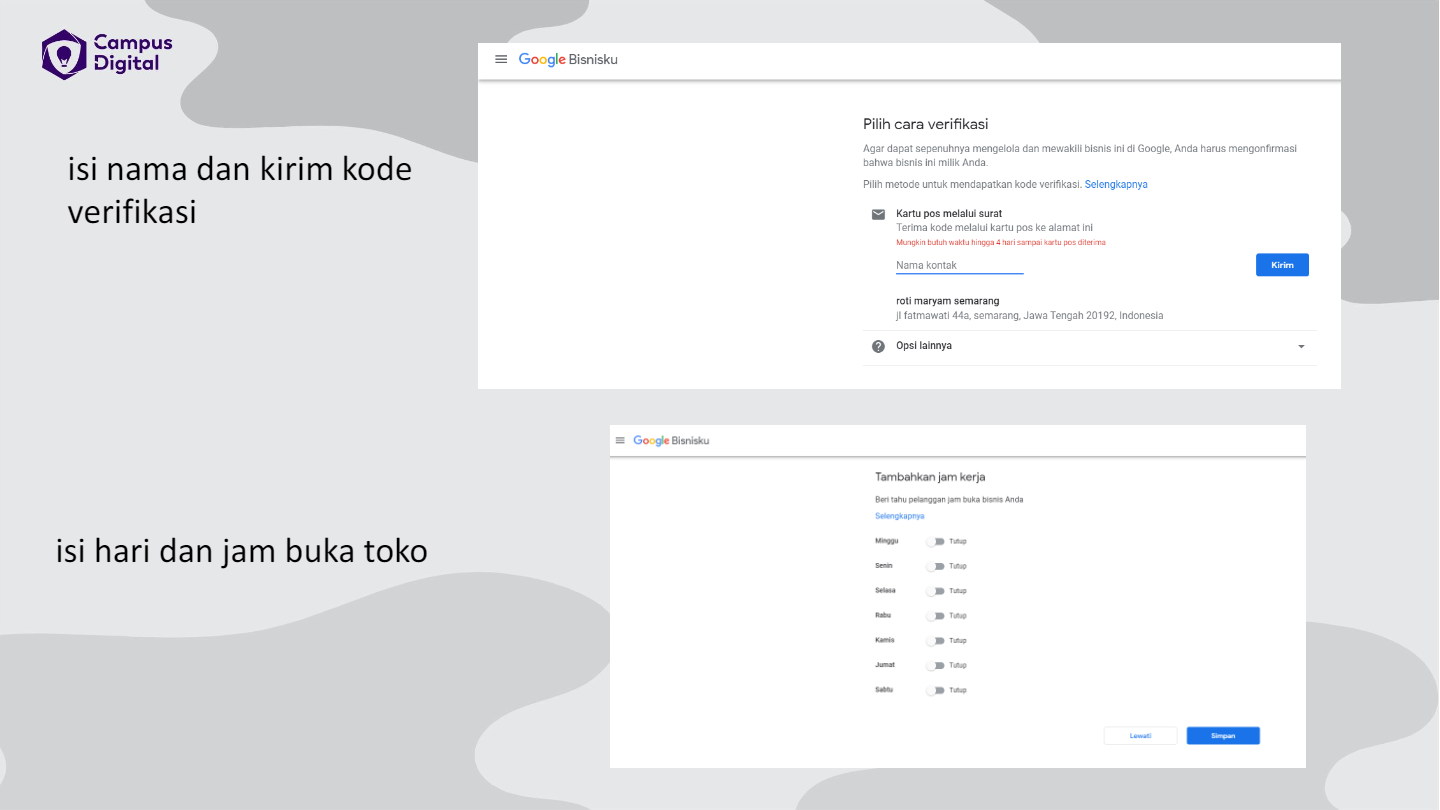 Campus
Digital
isi nama dan kirim kode
verifikasi
Google Bisnisku
Pilih cara verifikasi
Agar dapat sepenuhnya mengelola dan mewakili bisnis ini di Google, Anda harus mengonfirmasi
bahwa bisnis ini milik Anda.
Pilih metode untuk mendapatkan kode verifikasi. Selengkapnya
Kartu pos melalui surat
Terima kode melalui kartu pos ke alamat ini
Mungkin butuh waktu hingga 4 hari sampai kartu pos diterima
Nama kontak
Kirim
roti maryam semarang
jl fatmawati 44a, semarang, Jawa Tengah 20192, Indonesia
Opsi lainnya
isi hari dan jam buka toko
Google Bisnisku
Tambahkan jam kerja
Beri tahu pelanggan jam buka bisnis Anda
Selengkapnya
Minggu Tutup
Senin Tutup
Selasa Tutup
Rabu Tutup
Kamis Tutup
Jumat Tutup
Sabtu Tutup
Lewati Simpan